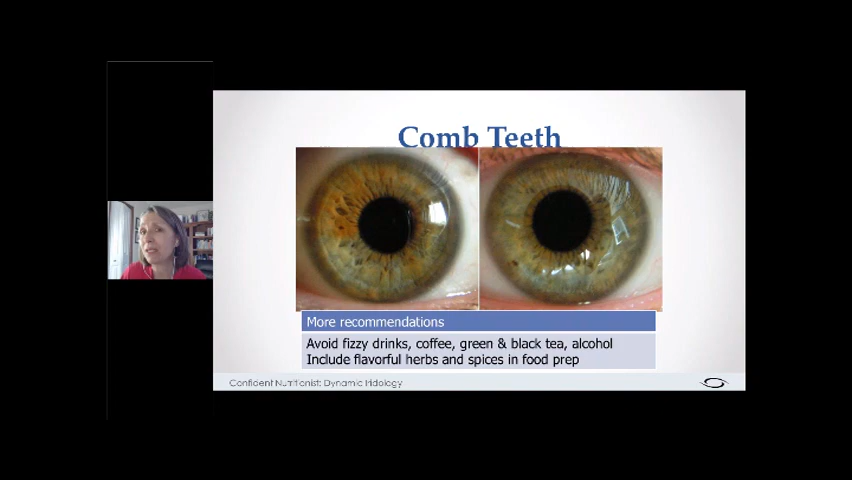 Comb Teeth
More recommendations
Avoid fizzy drinks, coffee, green & black tea, alcohol
Include flavorful herbs and spices in food prep
Confident Nutritionist: Dynamic Iridology